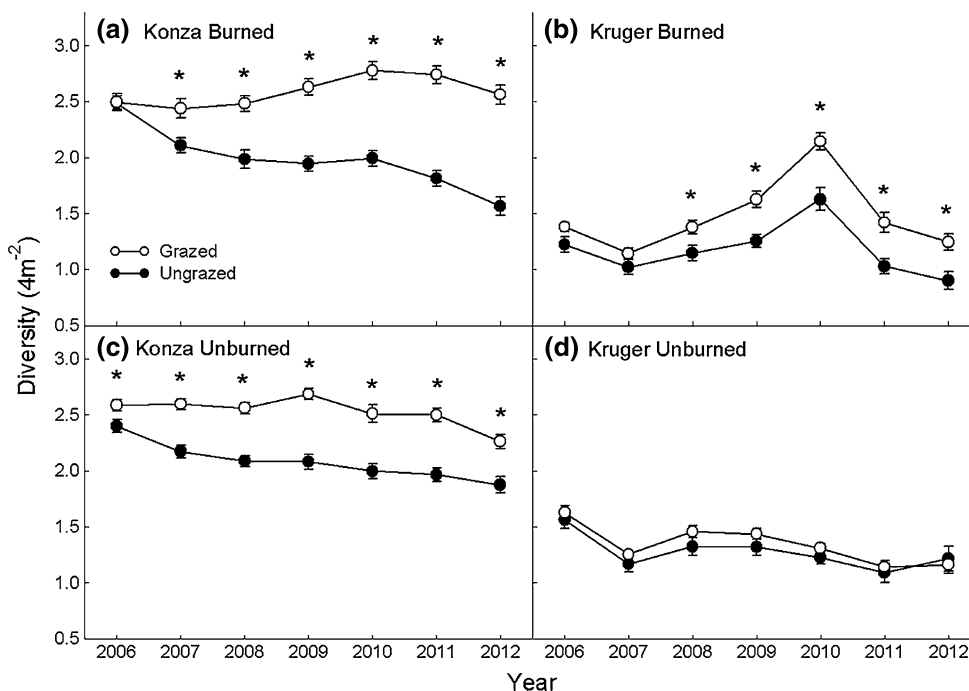 (a) Konza Burned
(b) Kruger Burned
3.0
2.5
2.0
1.5
1.0
0.5
* * * * * *
* * * * *
Grazed
Ungrazed
(c) Konza Unburned
(d) Kruger Unburned
3.0
2.5
2.0
1.5
1.0
0.5
* * * * * * *
Diversity (4m⁻²)
2006 2007 2008 2009 2010 2011 2012
2006 2007 2008 2009 2010 2011 2012
Year